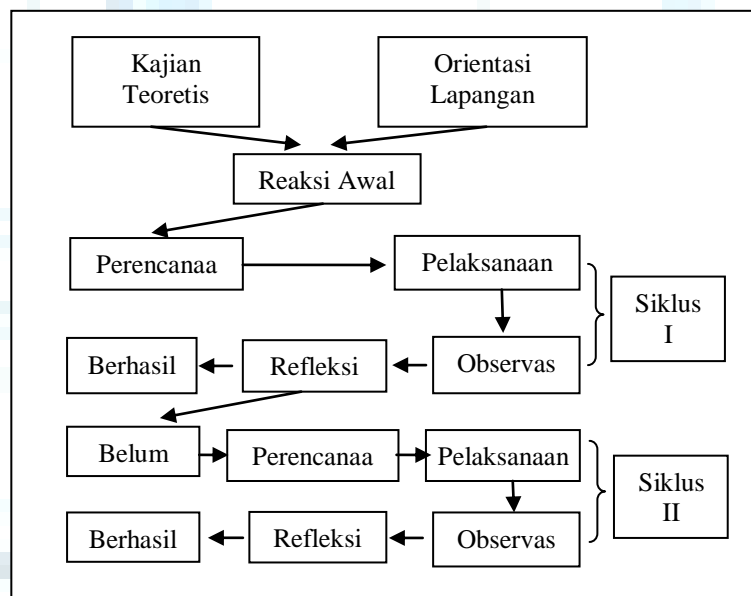 Kajian
Teoretis
Orientasi
Lapangan
Reaksi Awal
Perencanaa
Pelaksanaan
Siklus
I
Berhasil
Refleksi
Observas
Belum
Perencanaa
Pelaksanaan
Siklus
II
Berhasil
Refleksi
Observas